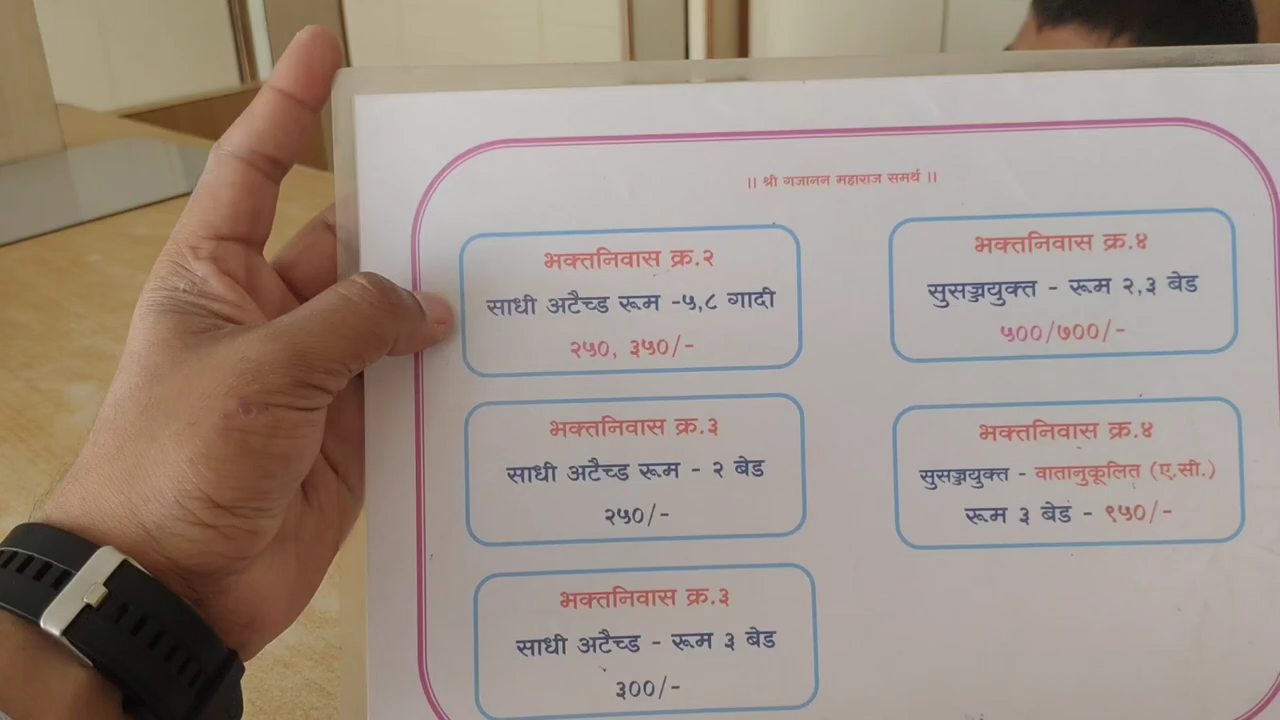 ।। श्री गजानन महाराज समर्थ ।।
भक्तनिवास क्र.२
साधी अटैच्ड रूम -५,८ गादी
२५०, ३५०/-
भक्तनिवास क्र.३
साधी अटैच्ड रूम - २ बेड
२५०/-
भक्तनिवास क्र.३
साधी अटैच्ड - रूम ३ बेड
३००/-
भक्तनिवास क्र.४
सुसज्जयुक्त - रूम २,३ बेड
५००/७००/-
भक्तनिवास क्र.४
सुसज्जयुक्त - वातानुकूलित (ए.सी.)
रूम ३ बेड - ९५०/-